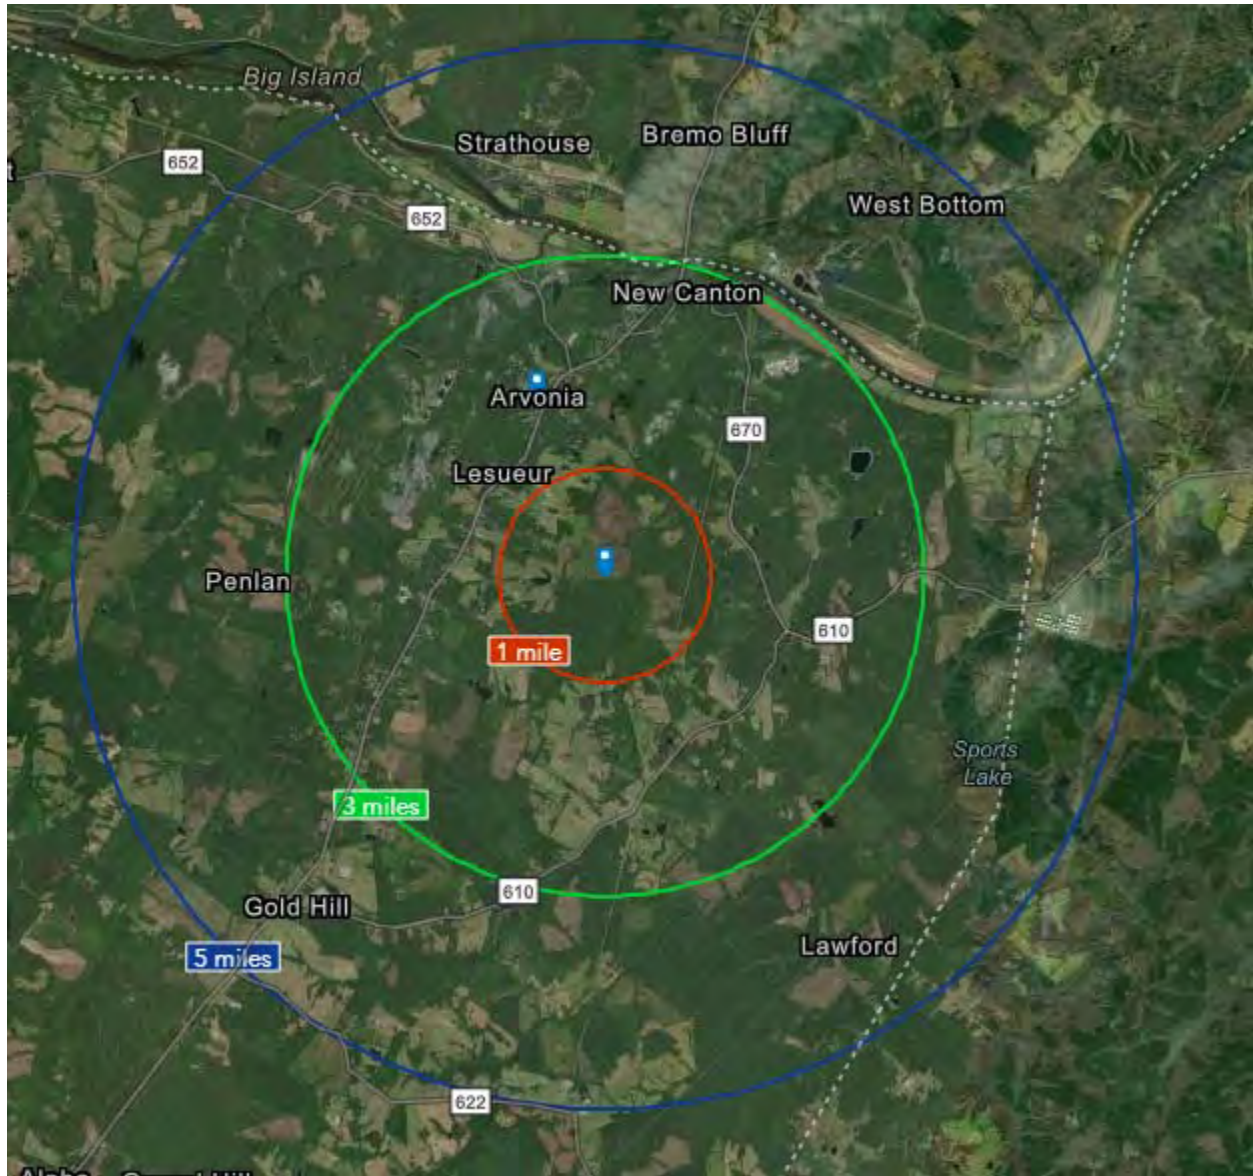 Big Island
Strathouse
Bremo Bluff
652
West Bottom
652
New Canton
Arvonia
670
Lesueur
Penlan
610
1 mile
Sports
Lake
3 miles
610
Gold Hill
Lawford
5 miles
622